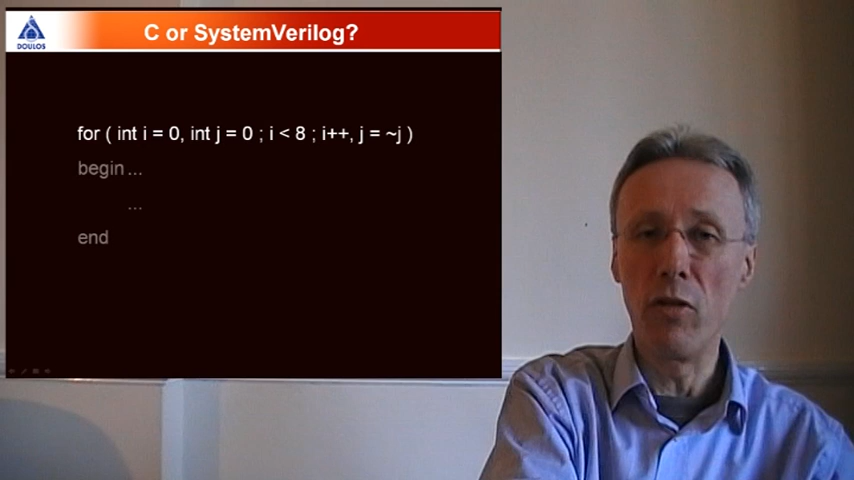 C or SystemVerilog?
DOULOS
for ( int i = 0, int j = 0 ; i < 8 ; i++, j = ~j )
begin ...
...
end